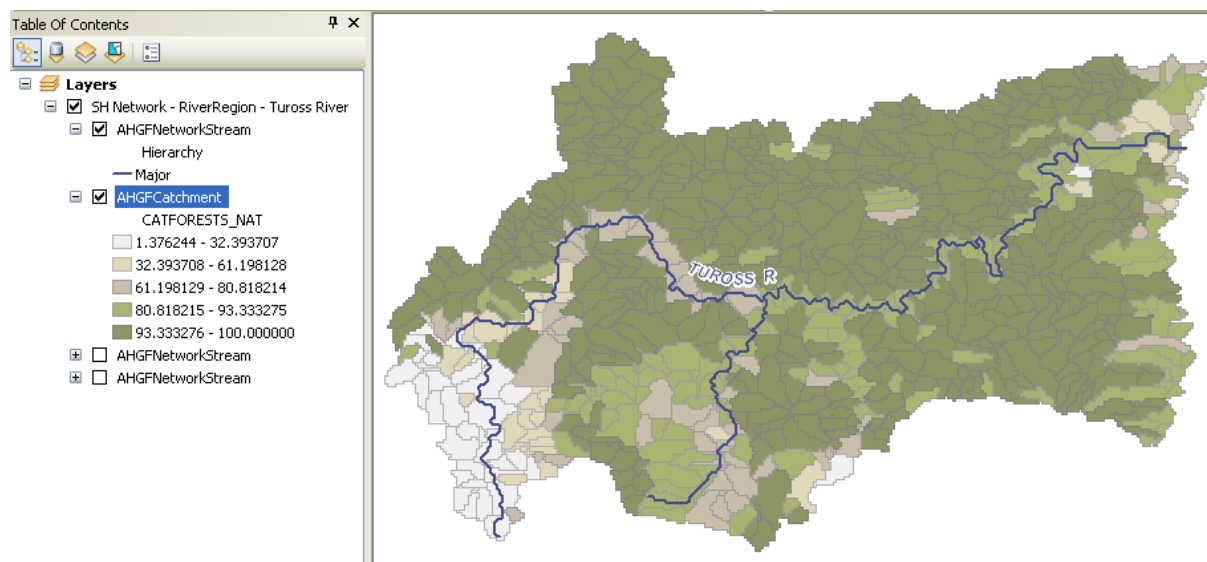 Table Of Contents
Layers
SH Network - RiverRegion - Tuross River
AHGFNetworkStream
Hierarchy
Major
AHGFCatchment
CATFORESTS_NAT
1.376244 - 32.393707
32.393708 - 61.198128
61.198129 - 80.818214
80.818215 - 93.333275
93.333276 - 100.000000
AHGFNetworkStream
AHGFNetworkStream
TUROSS R